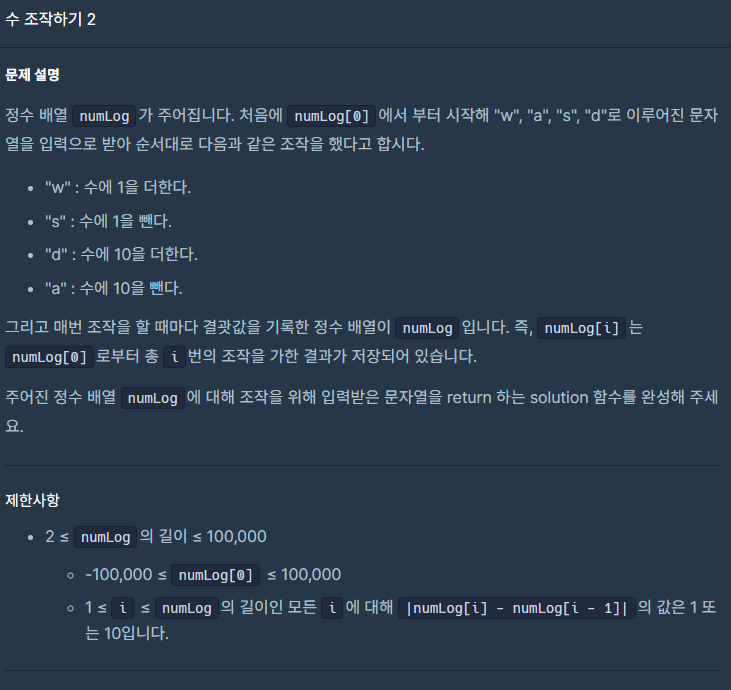 수 조작하기 2
문제 설명
정수 배열 numLog 가 주어집니다. 처음에 numLog[0] 에서 부터 시작해 "w", "a", "s", "d"로 이루어진 문자
열을 입력으로 받아 순서대로 다음과 같은 조작을 했다고 합시다.
• "w" : 수에 1을 더한다.
• "s" : 수에 1을 뺀다.
• "d" : 수에 10을 더한다.
• "a" : 수에 10을 뺀다.
그리고 매번 조작을 할 때마다 결괏값을 기록한 정수 배열이 numLog 입니다. 즉, numLog[i] 는
numLog[0] 로부터 총 i 번의 조작을 가한 결과가 저장되어 있습니다.
주어진 정수 배열 numLog 에 대해 조작을 위해 입력받은 문자열을 return 하는 solution 함수를 완성해 주세
요.
제한사항
• 2 ≤ numLog 의 길이 ≤ 100,000
◦ -100,000 ≤ numLog[0] ≤ 100,000
◦ 1 ≤ i ≤ numLog 의 길이인 모든 i 에 대해 |numLog[i] - numLog[i - 1]| 의 값은 1 또
는 10입니다.